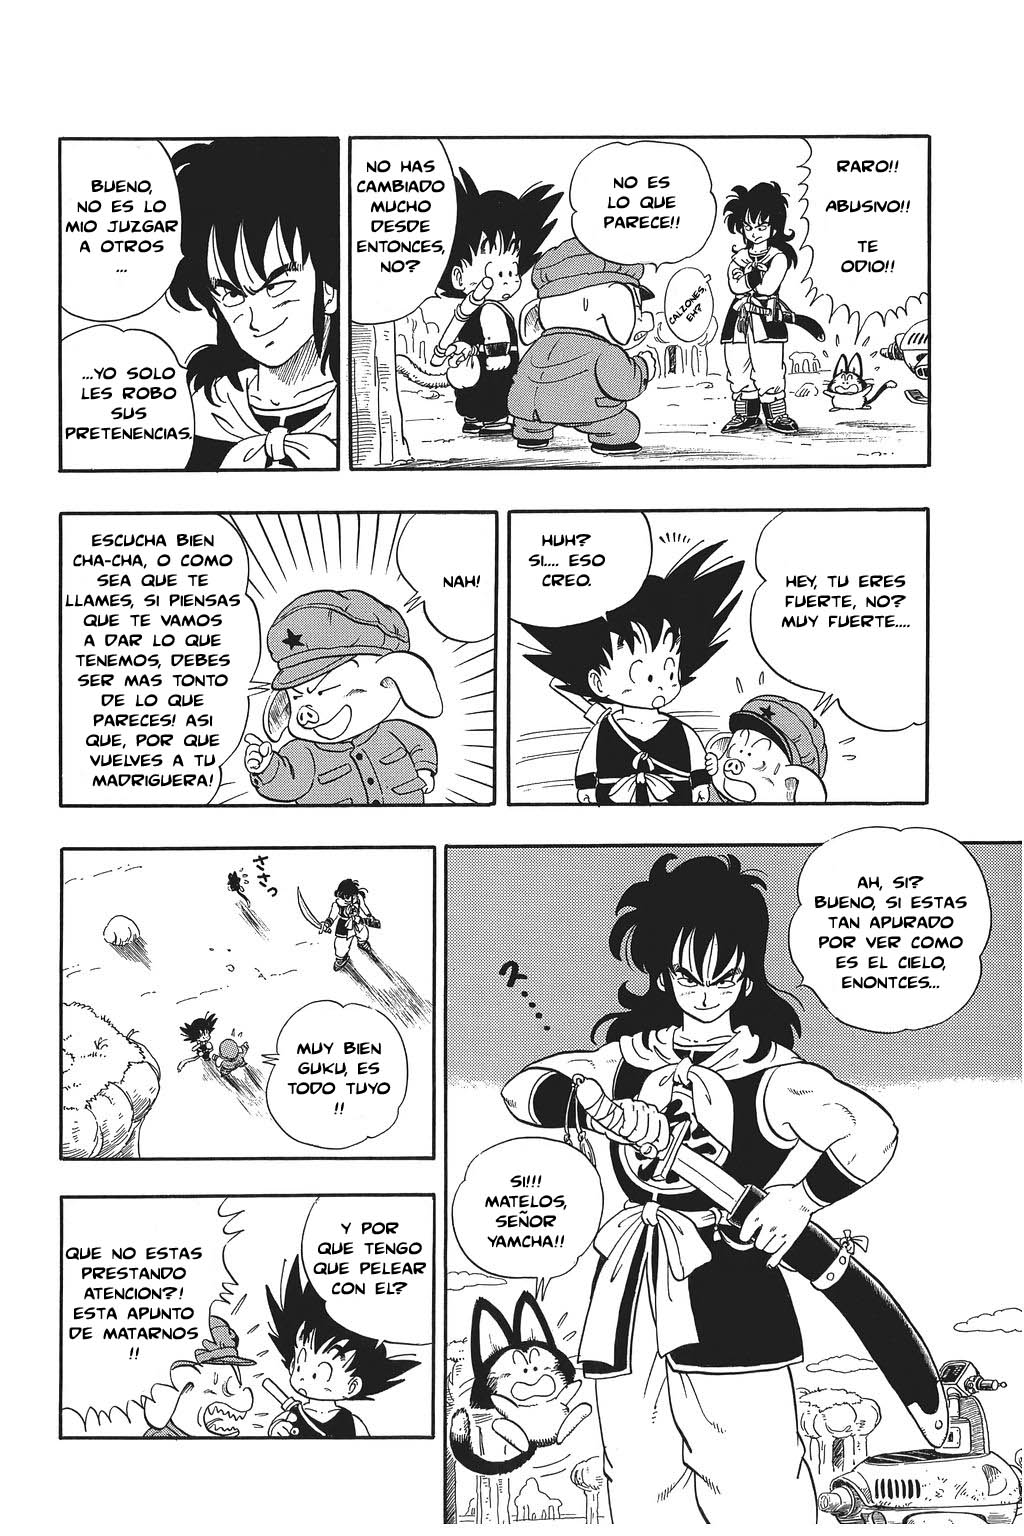 RARO!!
ABUSIVO!!
TE
ODIO!!
NO ES
LO QUE
PARECE!!
CALZONES,
EH?
NO HAS
CAMBIADO
MUCHO
DESDE
ENTONCES,
NO?
BUENO,
NO ES LO
MIO JUZGAR
A OTROS
...
...YO SOLO
LES ROBO
SUS
PRETENENCIAS.
HEY, TU ERES
FUERTE, NO?
MUY FUERTE....
HUH?
SI.... ESO
CREO.
NAH!
ESCUCHA BIEN
CHA-CHA, O COMO
SEA QUE TE
LLAMES, SI PIENSAS
QUE TE VAMOS
A DAR LO QUE
TENEMOS, DEBES
SER MAS TONTO
DE LO QUE
PARECES! ASI
QUE, POR QUE
VUELVES A TU
MADRIGUERA!
AH, SI?
BUENO, SI ESTAS
TAN APURADO
POR VER COMO
ES EL CIELO,
ENONTCES...
ス....
SI!!!
MATELOS,
SEÑOR
YAMCHA!!
ささっ
MUY BIEN
GUKU, ES
TODO TUYO
!!
Y POR
QUE TENGO
QUE PELEAR
CON EL?
QUE NO ESTAS
PRESTANDO
ATENCION?!
ESTA APUNTO
DE MATARNOS
!!